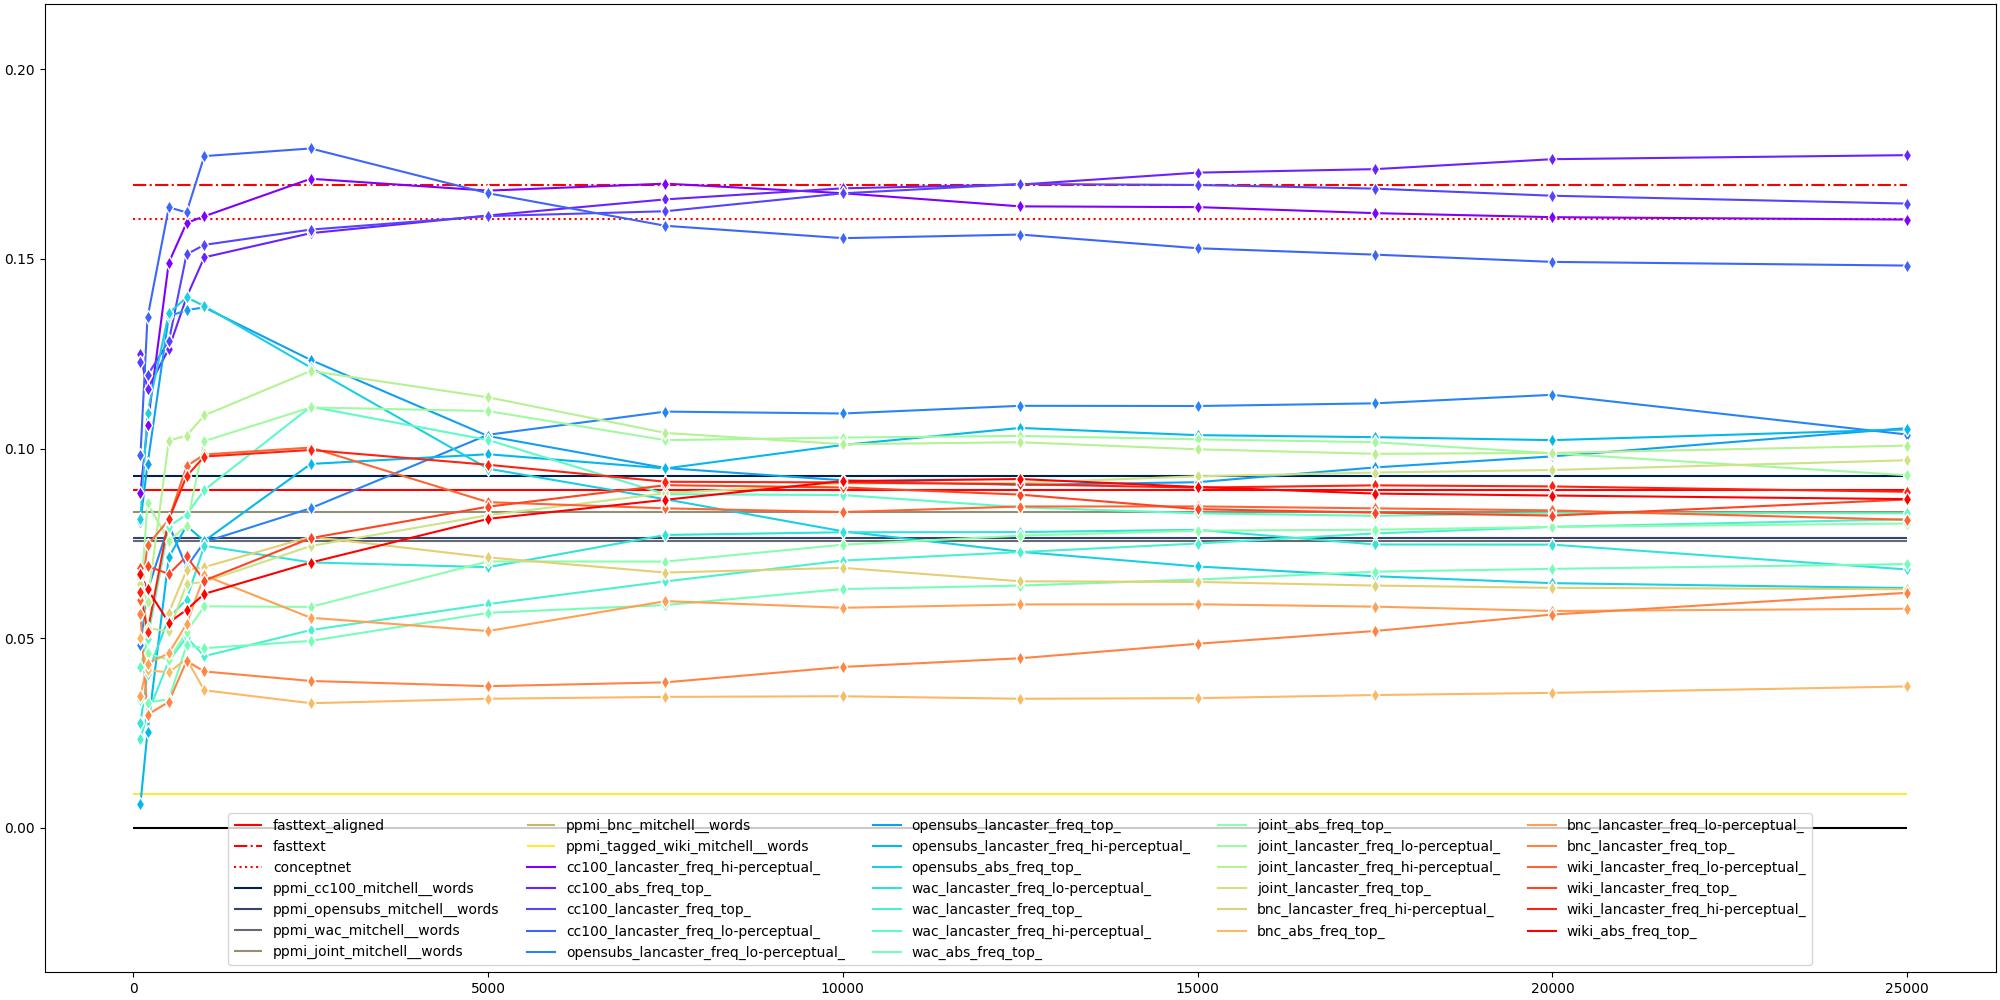 0.20
0.15
0.10
0.05
0.00
fasttext_aligned
fasttext
conceptnet
ppmi_cc100_mitchell__words
ppmi_opensubs_mitchell__words
ppmi_wac_mitchell__words
ppmi_joint_mitchell__words
ppmi_bnc_mitchell__words
ppmi_tagged_wiki_mitchell__words
cc100_lancaster_freq_hi-perceptual_
cc100_abs_freq_top_
cc100_lancaster_freq_top_
cc100_lancaster_freq_lo-perceptual_
opensubs_lancaster_freq_lo-perceptual_
opensubs_lancaster_freq_top_
opensubs_lancaster_freq_hi-perceptual_
opensubs_abs_freq_top_
wac_lancaster_freq_lo-perceptual_
wac_lancaster_freq_top_
wac_lancaster_freq_hi-perceptual_
wac_abs_freq_top_
joint_abs_freq_top_
joint_lancaster_freq_lo-perceptual_
joint_lancaster_freq_hi-perceptual_
joint_lancaster_freq_top_
bnc_lancaster_freq_hi-perceptual_
bnc_abs_freq_top_
bnc_lancaster_freq_lo-perceptual_
bnc_lancaster_freq_top_
wiki_lancaster_freq_lo-perceptual_
wiki_lancaster_freq_top_
wiki_lancaster_freq_hi-perceptual_
wiki_abs_freq_top_
0 5000 10000 15000 20000 25000